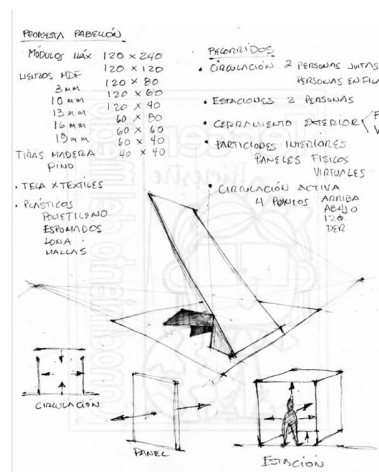 PROPUESTA PABELLÓN
MÓDULOS MÁX 120 x 240
120 x 120
LIENZOS MDF 120 x 80
3 mm 120 x 60
10 mm 120 x 40
13 mm 60 x 80
16 mm 60 x 60
19 mm 60 x 40
TIRAS MADERA 40 x 40
PINO
• TELA X TEXTILES
• PLÁSTICOS
POLIETILENO
ESPUMADOS
LONA
MALLAS
RECORRIDOS
• CIRCULACIÓN 2 PERSONAS JUNTAS
PERSONAS EN FILA
• ESTACIONES 2 PERSONAS
• CERRAMIENTO EXTERIOR F
V
• PARTICIONES INTERIORES
PANELES FISICOS
VIRTUALES
• CIRCULACIÓN ACTIVA
4 PUNTOS ARRIBA
ABAJO
IZQ
DER
CIRCULACIÓN
PANEL
ESTACIÓN